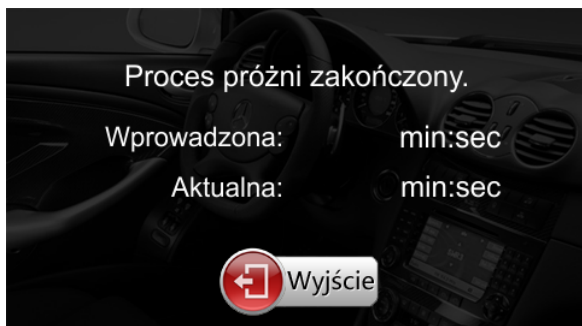 Proces próżni zakończony.
Wprowadzona: min:sec
Aktualna: min:sec
Wyjście